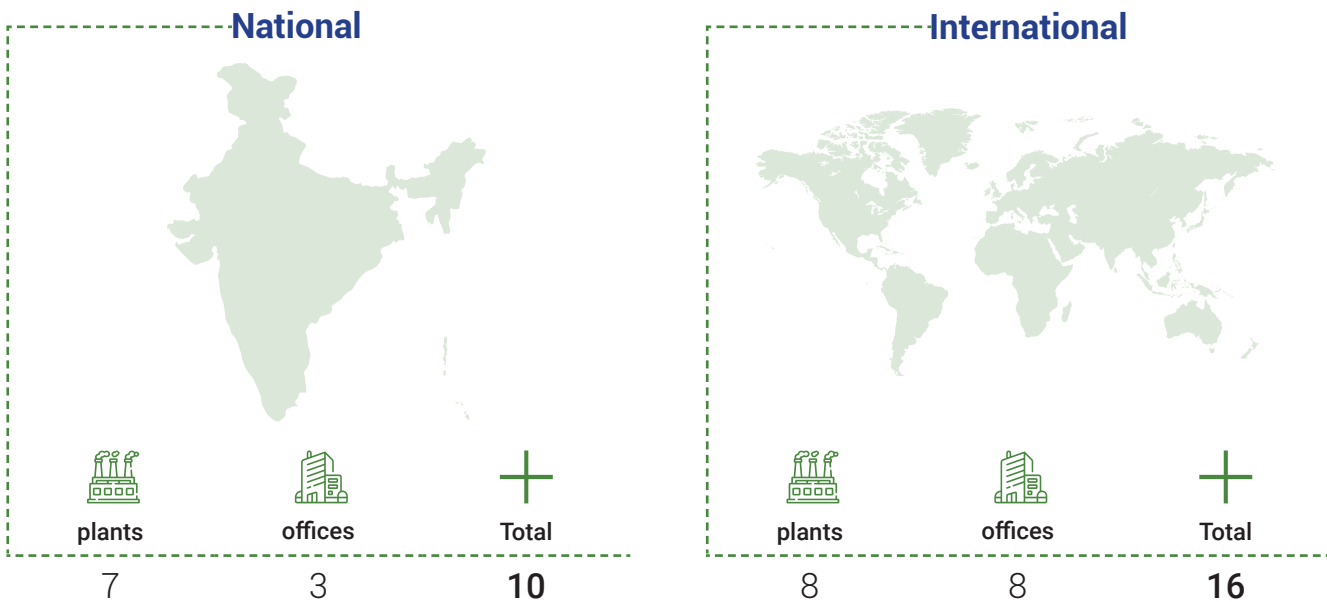 National
plants offices Total
7 3 10
International
plants offices Total
8 8 16